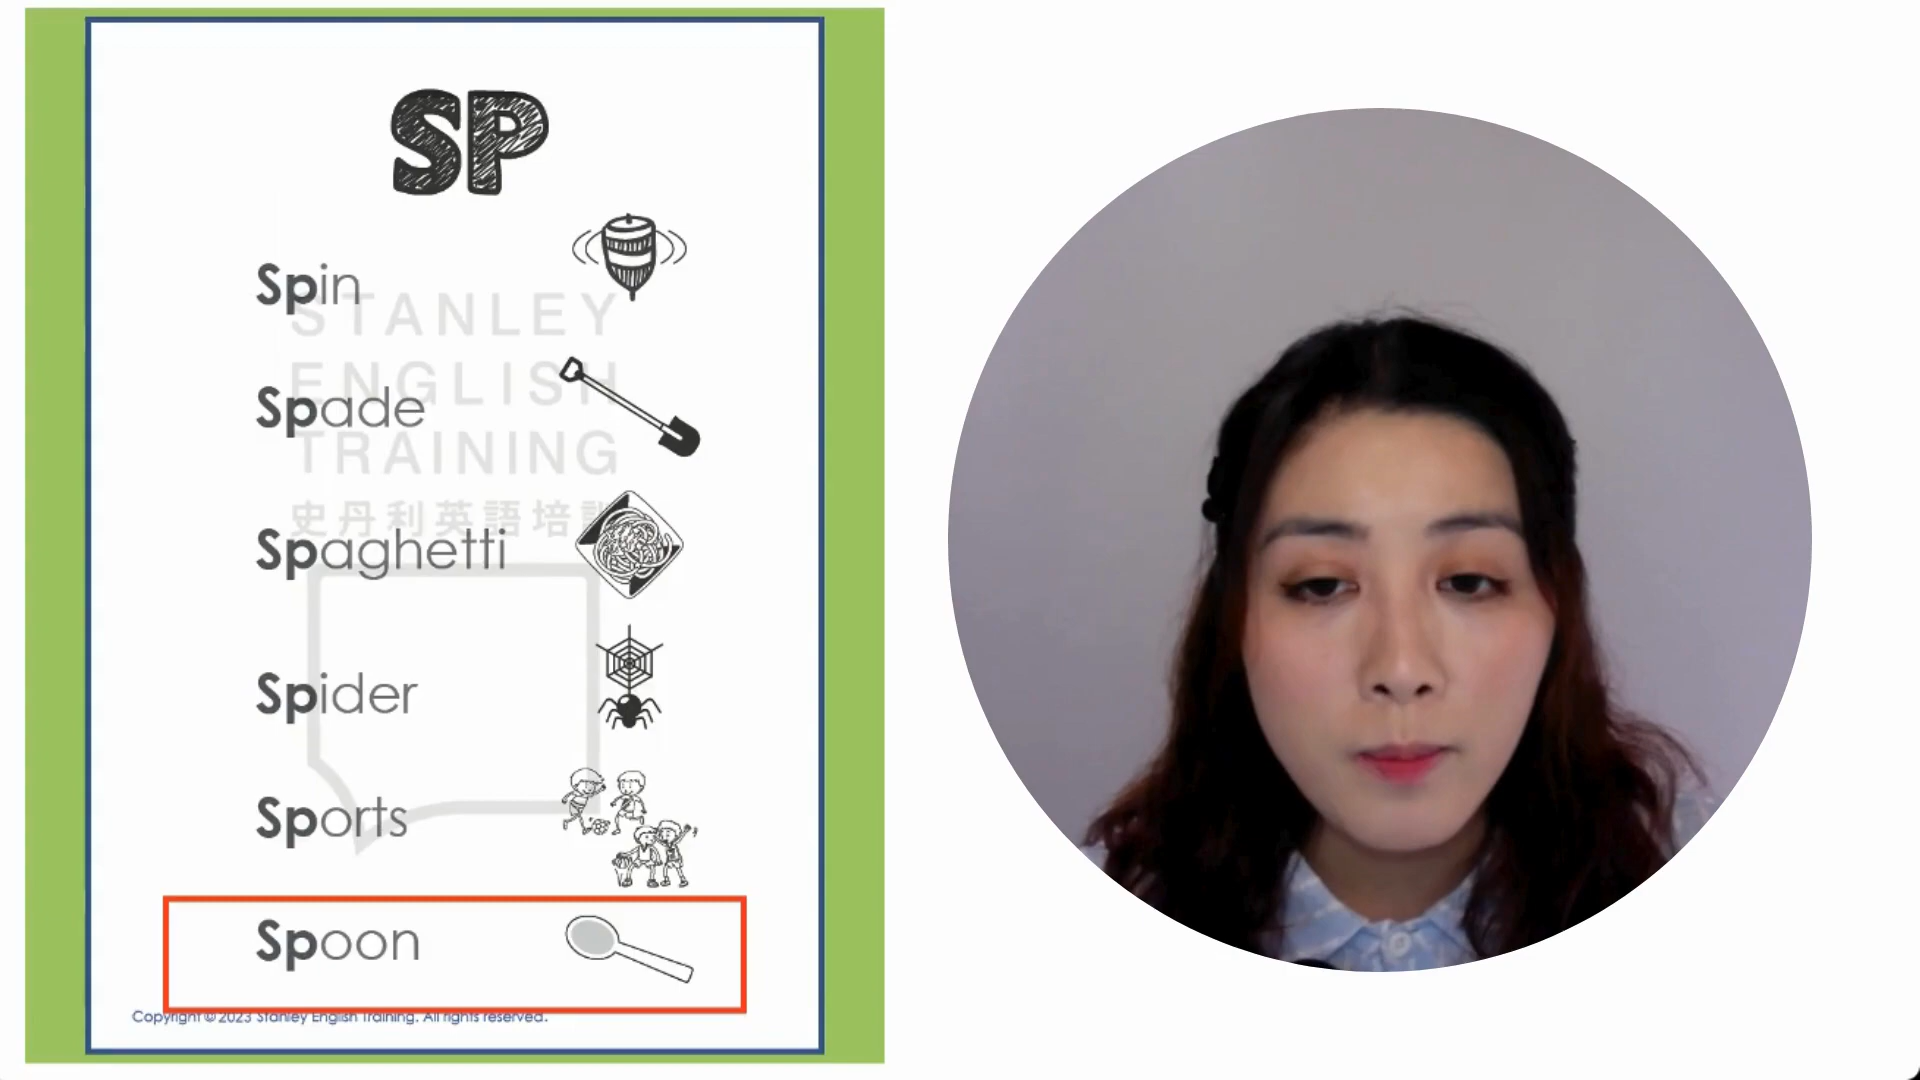 SP
Spin
STANLEY
Spade
ENGLISH
TRAINING
史丹利英語培訓
Spaghetti
Spider
Sports
Spoon
Copyright © 2023 Stanley English Training. All rights reserved.